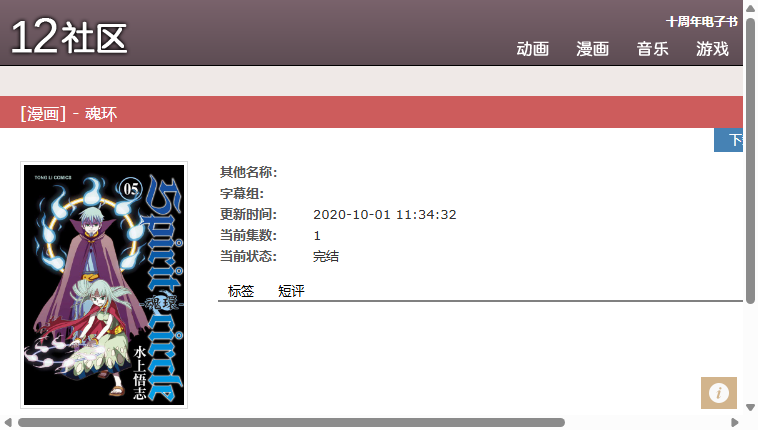 12社区
十周年电子书
动画 漫画 音乐 游戏
[漫画] - 魂环
其他名称:
字幕组:
更新时间: 2020-10-01 11:34:32
当前集数: 1
当前状态: 完结
标签 短评
TONG LI COMICS
05
Spirit Circle
-魂環-
水上悟志
i